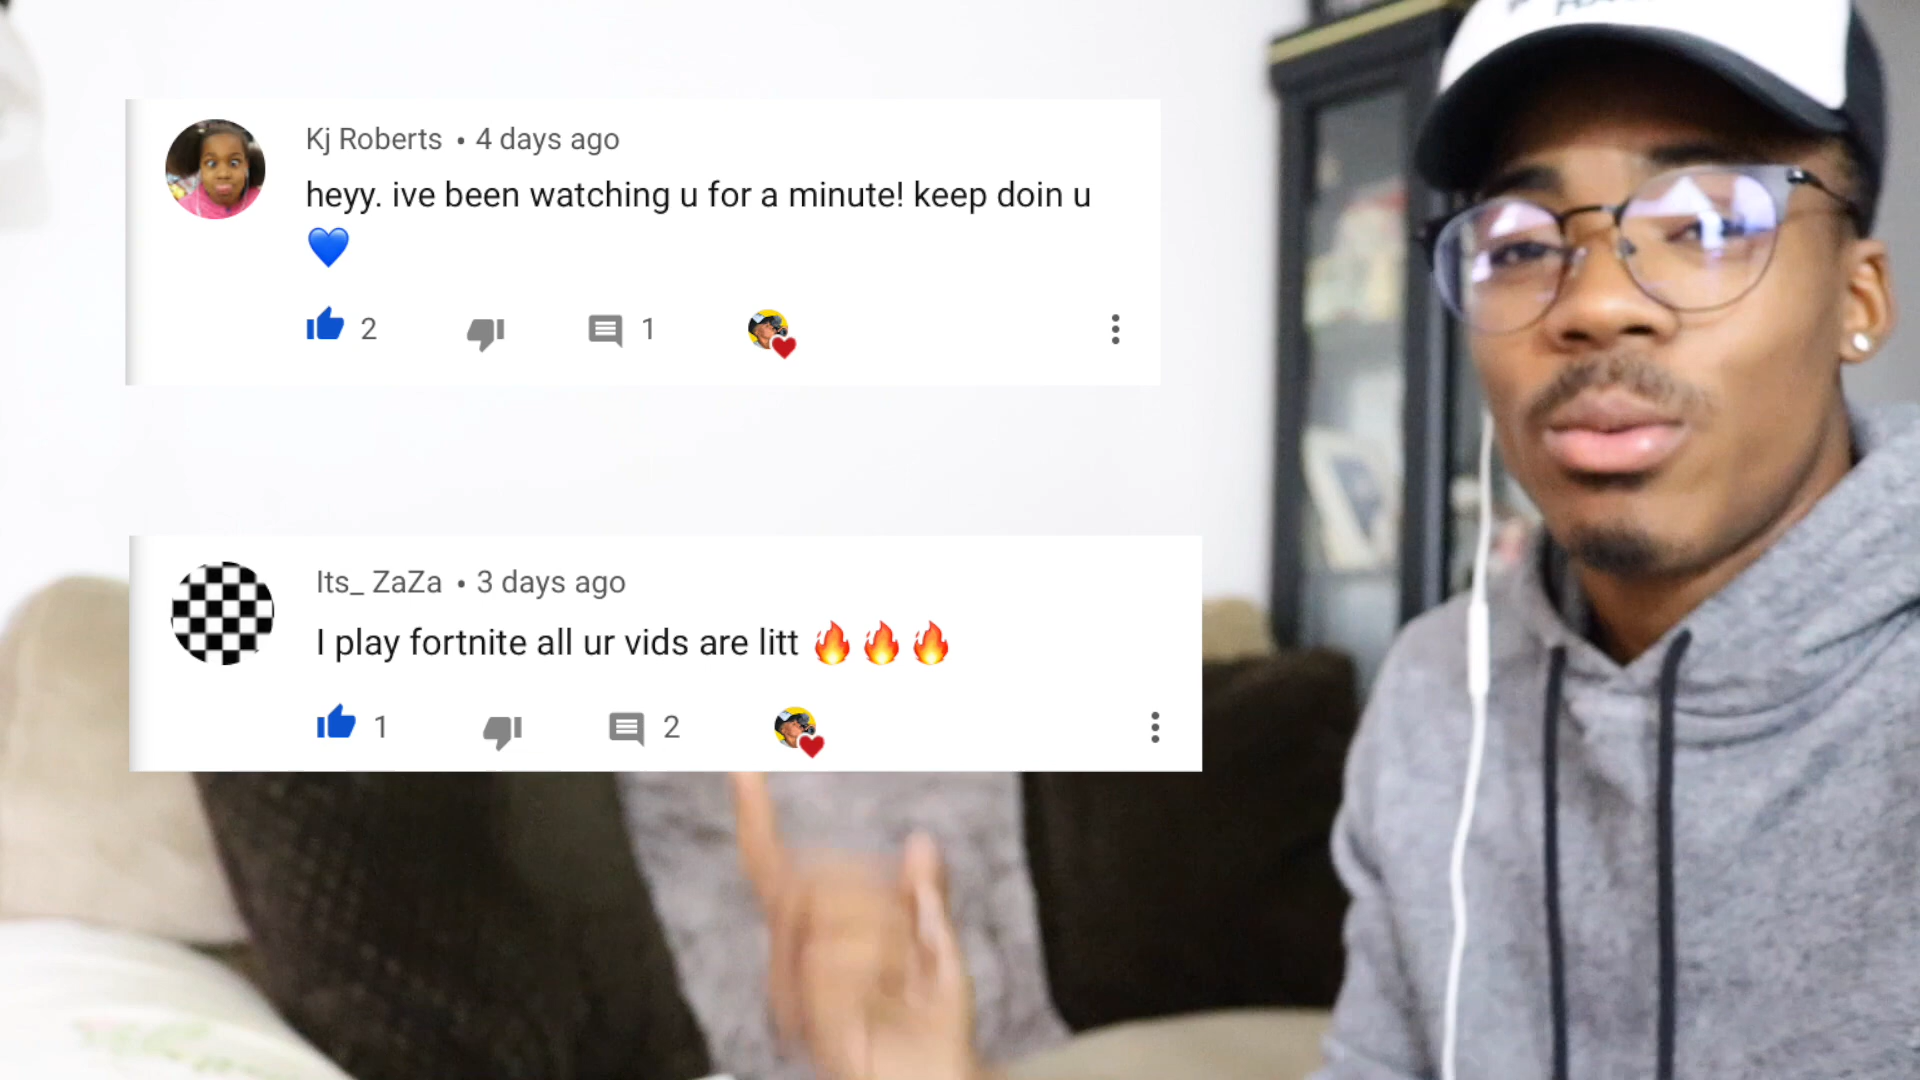 Kj Roberts • 4 days ago
heyy. ive been watching u for a minute! keep doin u
💙
2 1
Its_ ZaZa • 3 days ago
I play fortnite all ur vids are litt 🔥🔥🔥
1 2